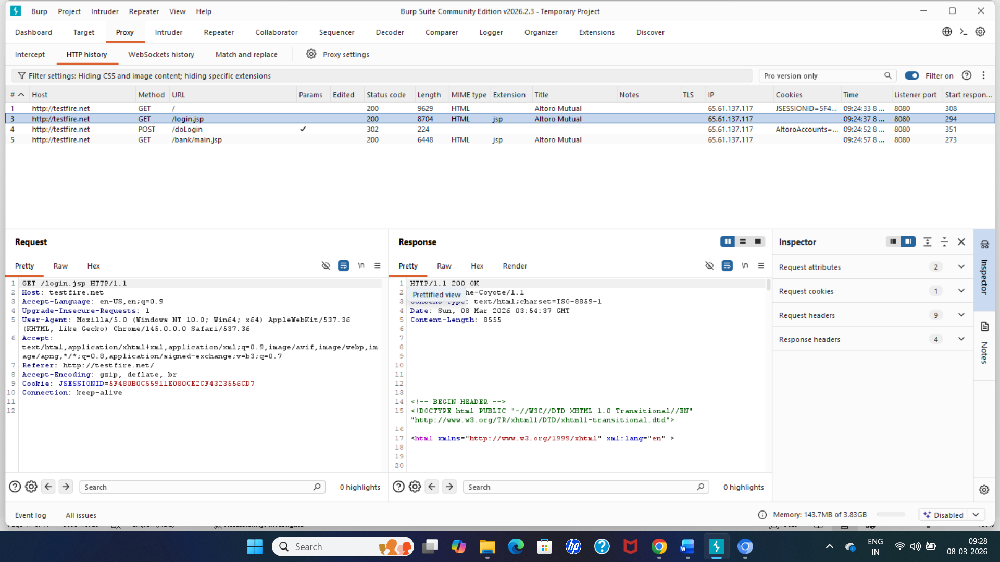 Burp Project Intruder Repeater View Help Burp Suite Community Edition v2026.2.3 - Temporary Project
Dashboard Target Proxy Intruder Repeater Collaborator Sequencer Decoder Comparer Logger Organizer Extensions Discover
Intercept HTTP history WebSockets history Match and replace Proxy settings
Filter settings: Hiding CSS and image content; hiding specific extensions Pro version only Filter on
# Host Method URL Params Edited Status code Length MIME type Extension Title Notes TLS IP Cookies Time Listener port Start respon...
1 http://testfire.net GET / 200 9629 HTML Altoro Mutual 65.61.137.117 JSESSIONID=5F4... 09:24:33 8 ... 8080 308
3 http://testfire.net GET /login.jsp 200 8704 HTML jsp Altoro Mutual 65.61.137.117 09:24:37 8 ... 8080 294
4 http://testfire.net POST /doLogin ✓ 302 224 65.61.137.117 AltoroAccounts=... 09:24:52 8 ... 8080 351
5 http://testfire.net GET /bank/main.jsp 200 6448 HTML jsp Altoro Mutual 65.61.137.117 09:24:57 8 ... 8080 273
Request
Pretty Raw Hex \n
1 GET /login.jsp HTTP/1.1
2 Host: testfire.net
3 Accept-Language: en-US,en;q=0.9
4 Upgrade-Insecure-Requests: 1
5 User-Agent: Mozilla/5.0 (Windows NT 10.0; Win64; x64) AppleWebKit/537.36
(KHTML, like Gecko) Chrome/145.0.0.0 Safari/537.36
6 Accept:
text/html,application/xhtml+xml,application/xml;q=0.9,image/avif,image/webp,im
age/apng,*/*;q=0.8,application/signed-exchange;v=b3;q=0.7
7 Referer: http://testfire.net/
8 Accept-Encoding: gzip, deflate, br
9 Cookie: JSESSIONID=5F480B0C55911E080CE2CF4323556CD7
10 Connection: keep-alive
11
12
Search 0 highlights
Response
Pretty Raw Hex Render \n
1 HTTP/1.1 200 OK
2 he-Coyote/1.1
Prettified view
3 Content-Type: text/html;charset=ISO-8859-1
4 Date: Sun, 08 Mar 2026 03:54:37 GMT
5 Content-Length: 8555
6
7
8
9
10
11
12
13
14 <!-- BEGIN HEADER -->
15 <!DOCTYPE html PUBLIC "-//W3C//DTD XHTML 1.0 Transitional//EN"
"http://www.w3.org/TR/xhtml1/DTD/xhtml1-transitional.dtd">
16
17 <html xmlns="http://www.w3.org/1999/xhtml" xml:lang="en" >
18
19
20
Search 0 highlights
Inspector
Request attributes 2
Request cookies 1
Request headers 9
Response headers 4
Inspector
Notes
Event log All issues Memory: 143.7MB of 3.83GB Disabled
Search
hp
W
ENG
IN
09:28
08-03-2026